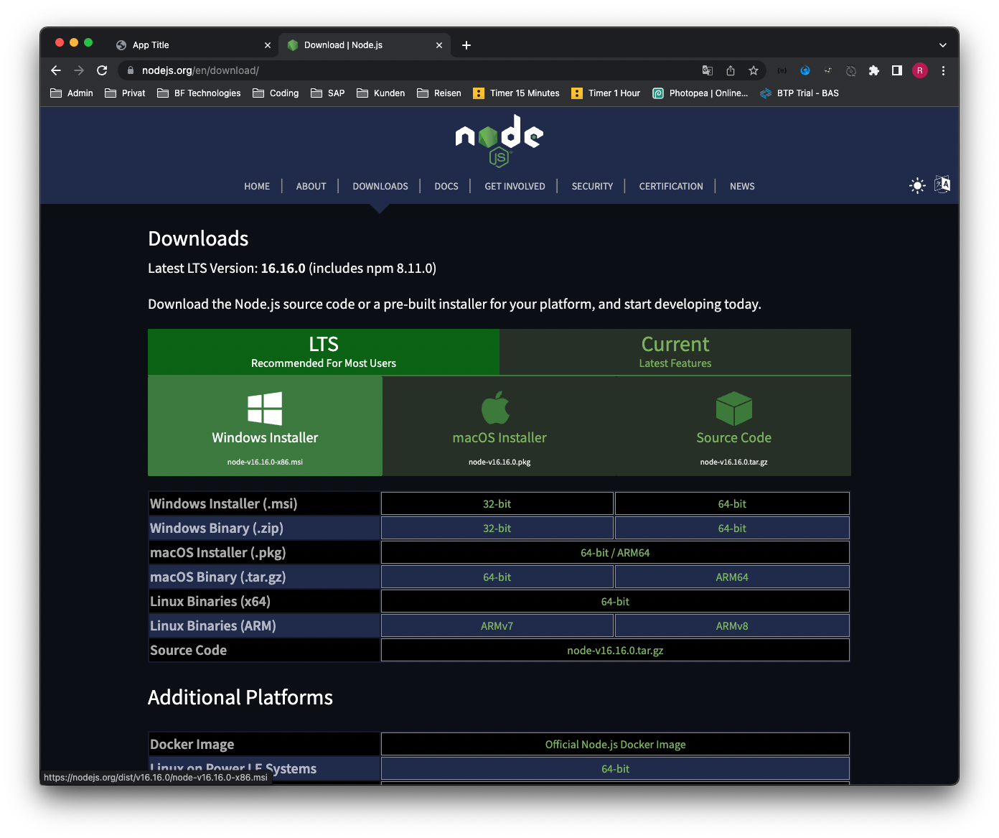 App Title
Download | Node.js
nodejs.org/en/download/
R
Admin Privat BF Technologies Coding SAP Kunden Reisen Timer 15 Minutes Timer 1 Hour Photopea | Online... BTP Trial - BAS
node
JS
HOME ABOUT DOWNLOADS DOCS GET INVOLVED SECURITY CERTIFICATION NEWS
Downloads
Latest LTS Version: 16.16.0 (includes npm 8.11.0)
Download the Node.js source code or a pre-built installer for your platform, and start developing today.
LTS
Recommended For Most Users
Current
Latest Features
Windows Installer
node-v16.16.0-x86.msi
macOS Installer
node-v16.16.0.pkg
Source Code
node-v16.16.0.tar.gz
Windows Installer (.msi) 32-bit 64-bit
Windows Binary (.zip) 32-bit 64-bit
macOS Installer (.pkg) 64-bit / ARM64
macOS Binary (.tar.gz) 64-bit ARM64
Linux Binaries (x64) 64-bit
Linux Binaries (ARM) ARMv7 ARMv8
Source Code node-v16.16.0.tar.gz
Additional Platforms
Docker Image Official Node.js Docker Image
Linux on Power LE Systems 64-bit
https://nodejs.org/dist/v16.16.0/node-v16.16.0-x86.msi